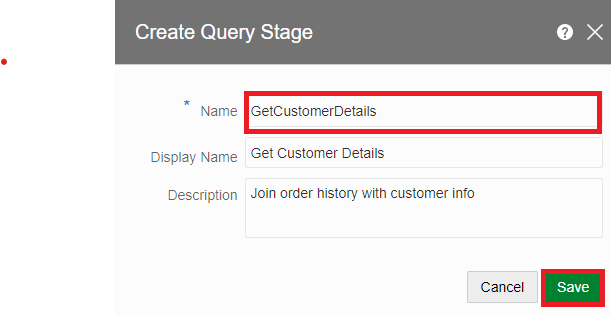 Create Query Stage ?
* Name GetCustomerDetails
Display Name Get Customer Details
Description Join order history with customer info
Cancel Save